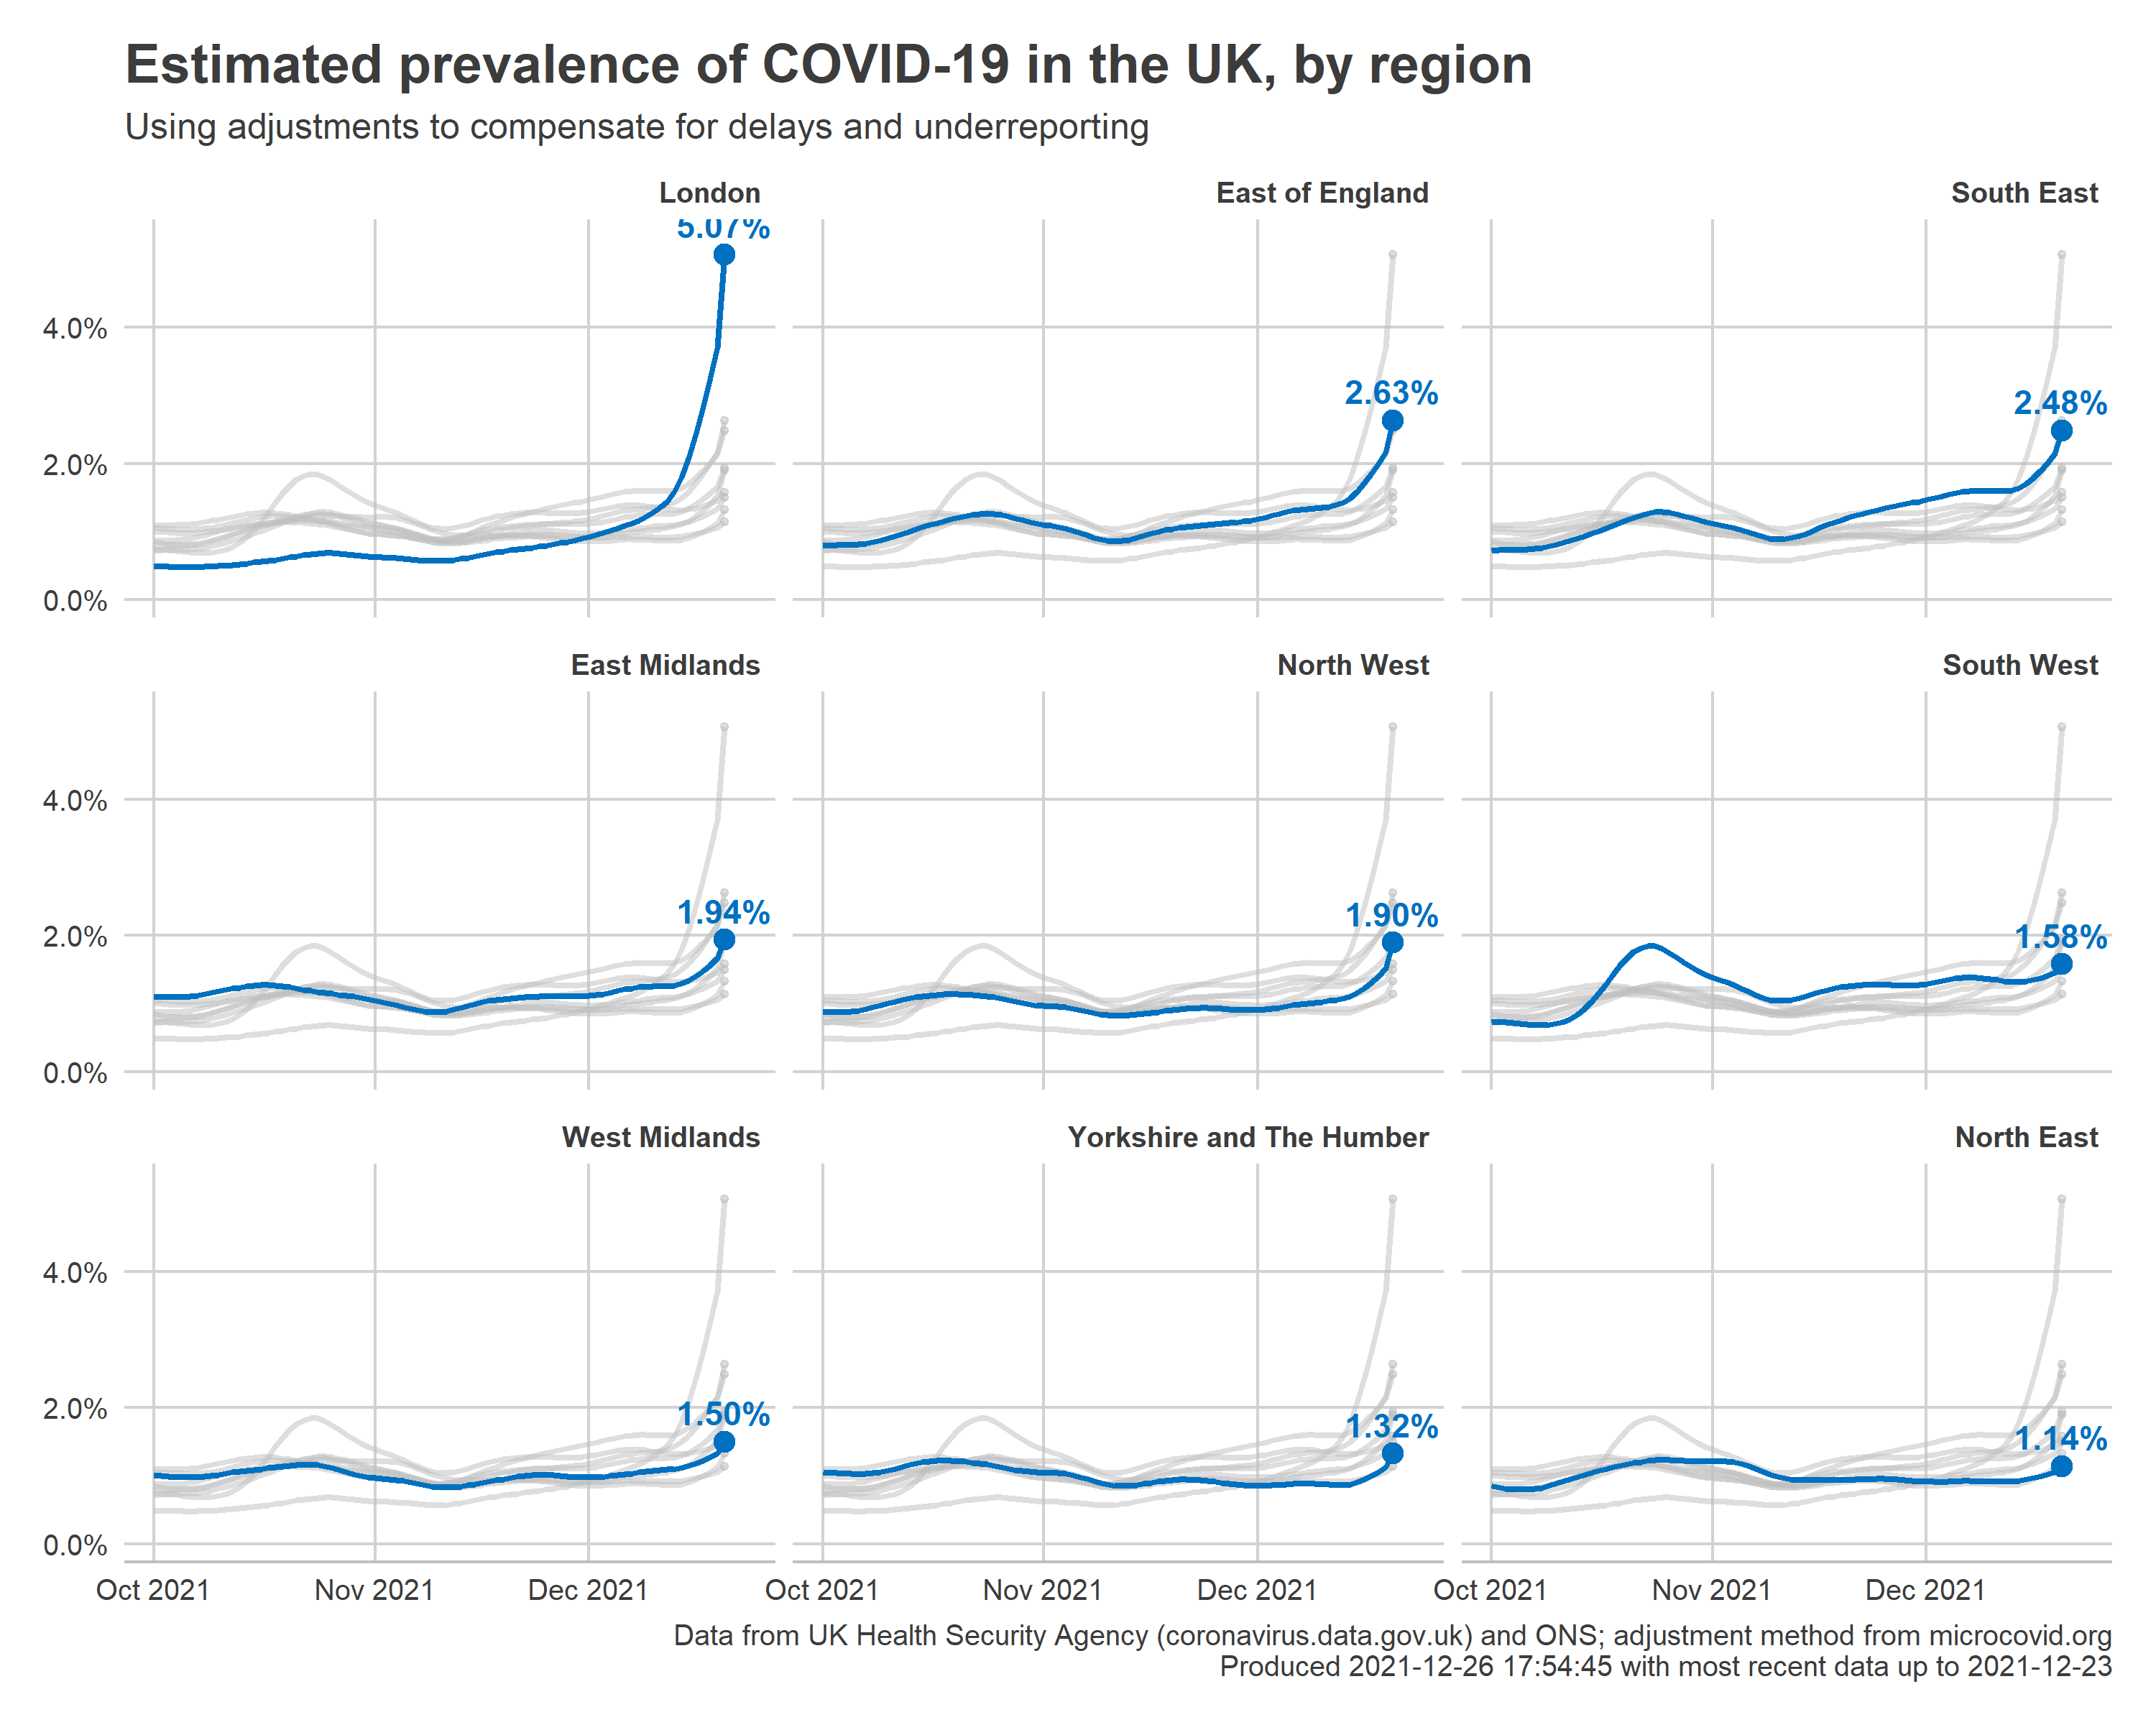 Estimated prevalence of COVID-19 in the UK, by region
Using adjustments to compensate for delays and underreporting
London
East of England
South East
5.07%
2.63%
2.48%
4.0%
2.0%
0.0%
East Midlands
North West
South West
1.94%
1.90%
1.58%
4.0%
2.0%
0.0%
West Midlands
Yorkshire and The Humber
North East
1.50%
1.32%
1.14%
4.0%
2.0%
0.0%
Oct 2021 Nov 2021 Dec 2021 Oct 2021 Nov 2021 Dec 2021 Oct 2021 Nov 2021 Dec 2021
Data from UK Health Security Agency (coronavirus.data.gov.uk) and ONS; adjustment method from microcovid.org
Produced 2021-12-26 17:54:45 with most recent data up to 2021-12-23